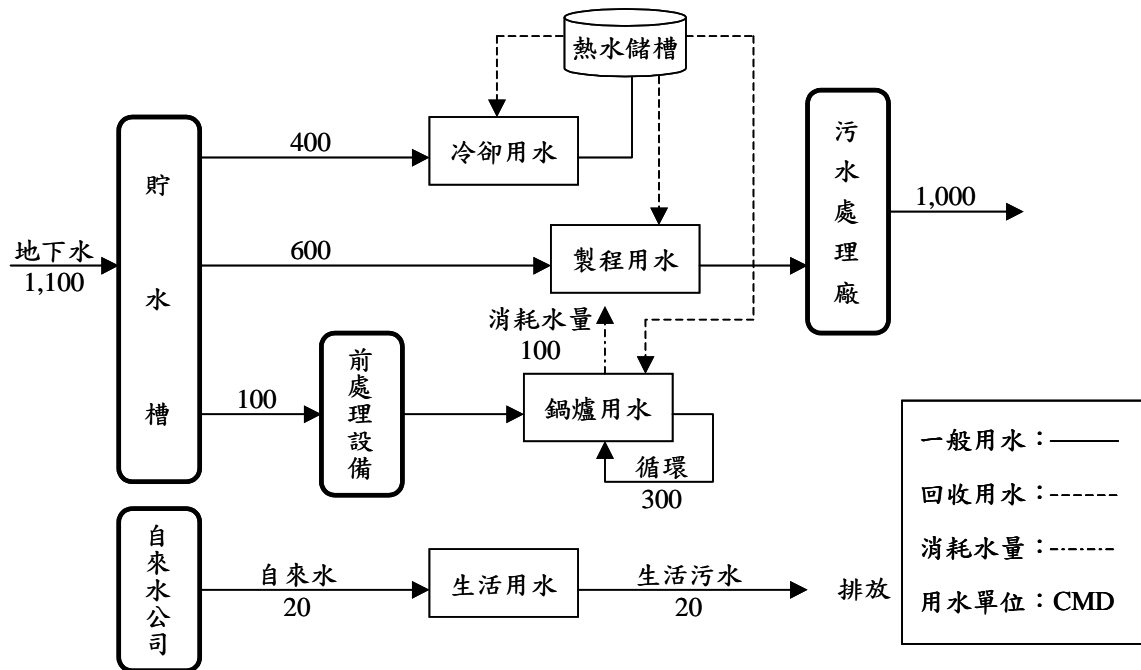 熱水儲槽
貯水槽
400
冷卻用水
污水處理廠
1,000
地下水
1,100
600
製程用水
消耗水量
100
100
前處理設備
鍋爐用水
循環
300
一般用水：
回收用水：
消耗水量：
用水單位：CMD
自來水公司
自來水
20
生活用水
生活污水
20
排放